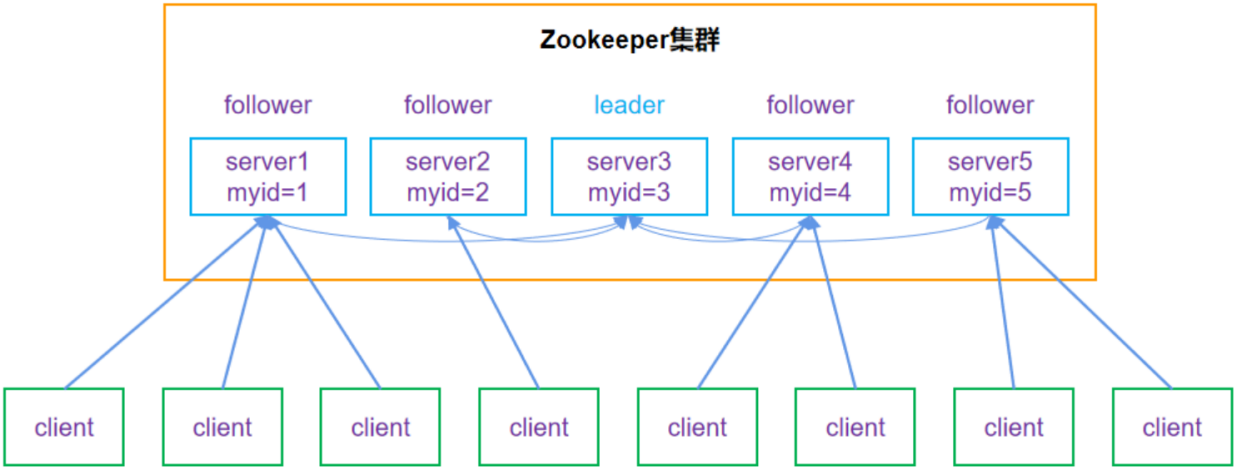 Zookeeper集群
follower
follower
leader
follower
follower
server1
myid=1
server2
myid=2
server3
myid=3
server4
myid=4
server5
myid=5
client
client
client
client
client
client
client
client